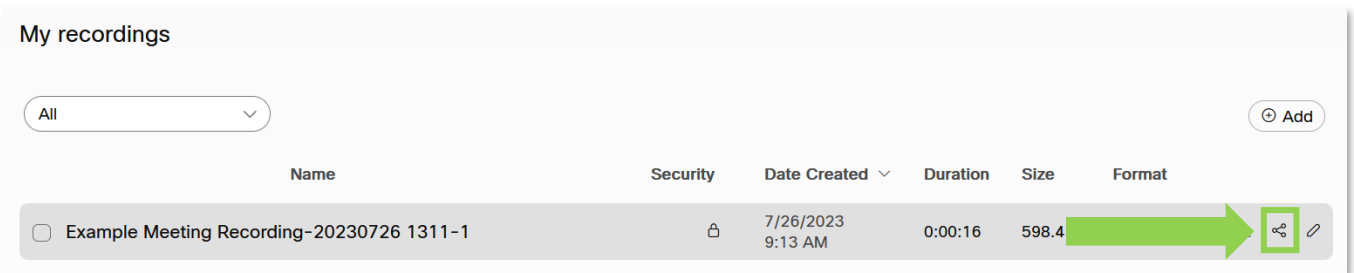 My recordings
All
Add
Name Security Date Created Duration Size Format
Example Meeting Recording-20230726 1311-1 7/26/2023 9:13 AM 0:00:16 598.4